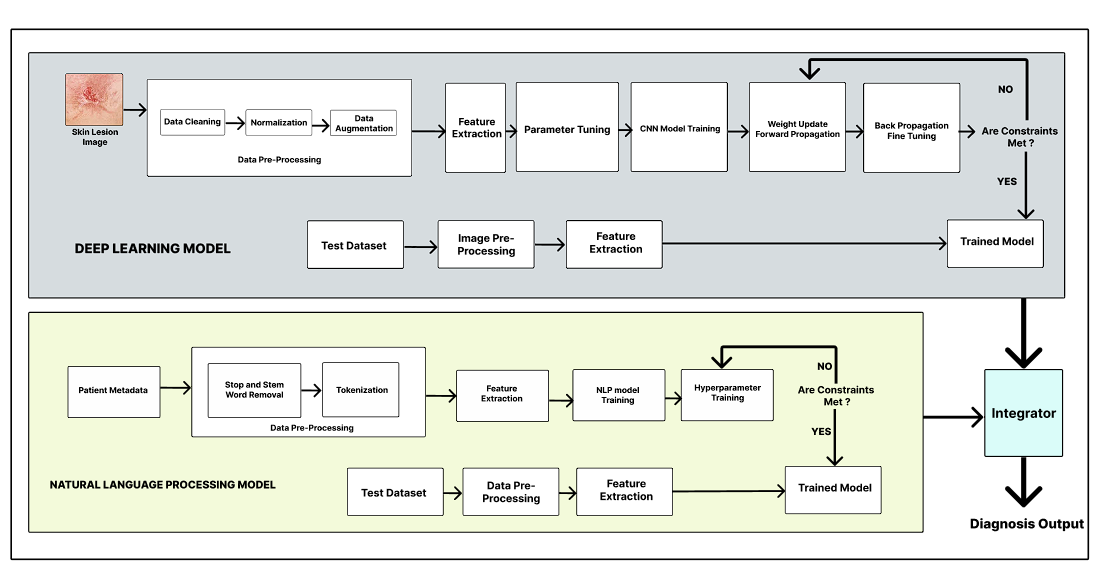 Skin Lesion
Image
Data Cleaning
Normalization
Data
Augmentation
Data Pre-Processing
Feature
Extraction
Parameter Tuning
CNN Model Training
Weight Update
Forward Propagation
Back Propagation
Fine Tuning
NO
Are Constraints
Met ?
YES
DEEP LEARNING MODEL
Test Dataset
Image Pre-
Processing
Feature
Extraction
Trained Model
Patient Metadata
Stop and Stem
Word Removal
Tokenization
Data Pre-Processing
Feature
Extraction
NLP model
Training
Hyperparameter
Training
NO
Are Constraints
Met ?
YES
NATURAL LANGUAGE PROCESSING MODEL
Test Dataset
Data Pre-
Processing
Feature
Extraction
Trained Model
Integrator
Diagnosis Output